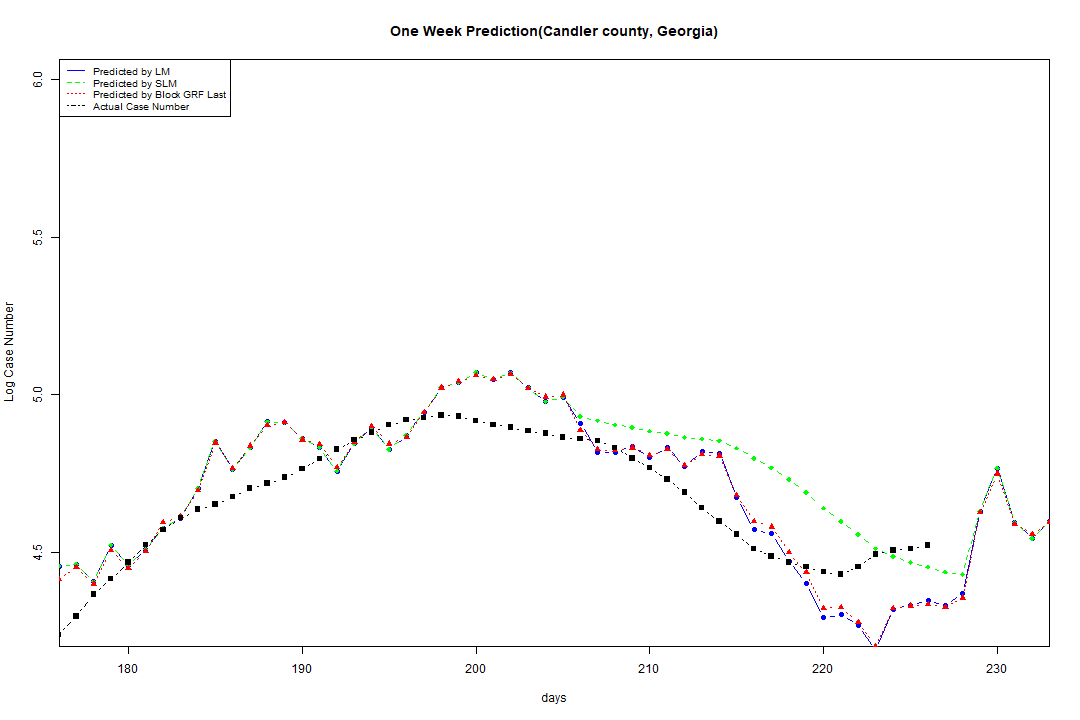 One Week Prediction(Candler county, Georgia)
Predicted by LM
Predicted by SLM
Predicted by Block GRF Last
Actual Case Number
6.0
5.5
5.0
4.5
Log Case Number
180 190 200 210 220 230
days